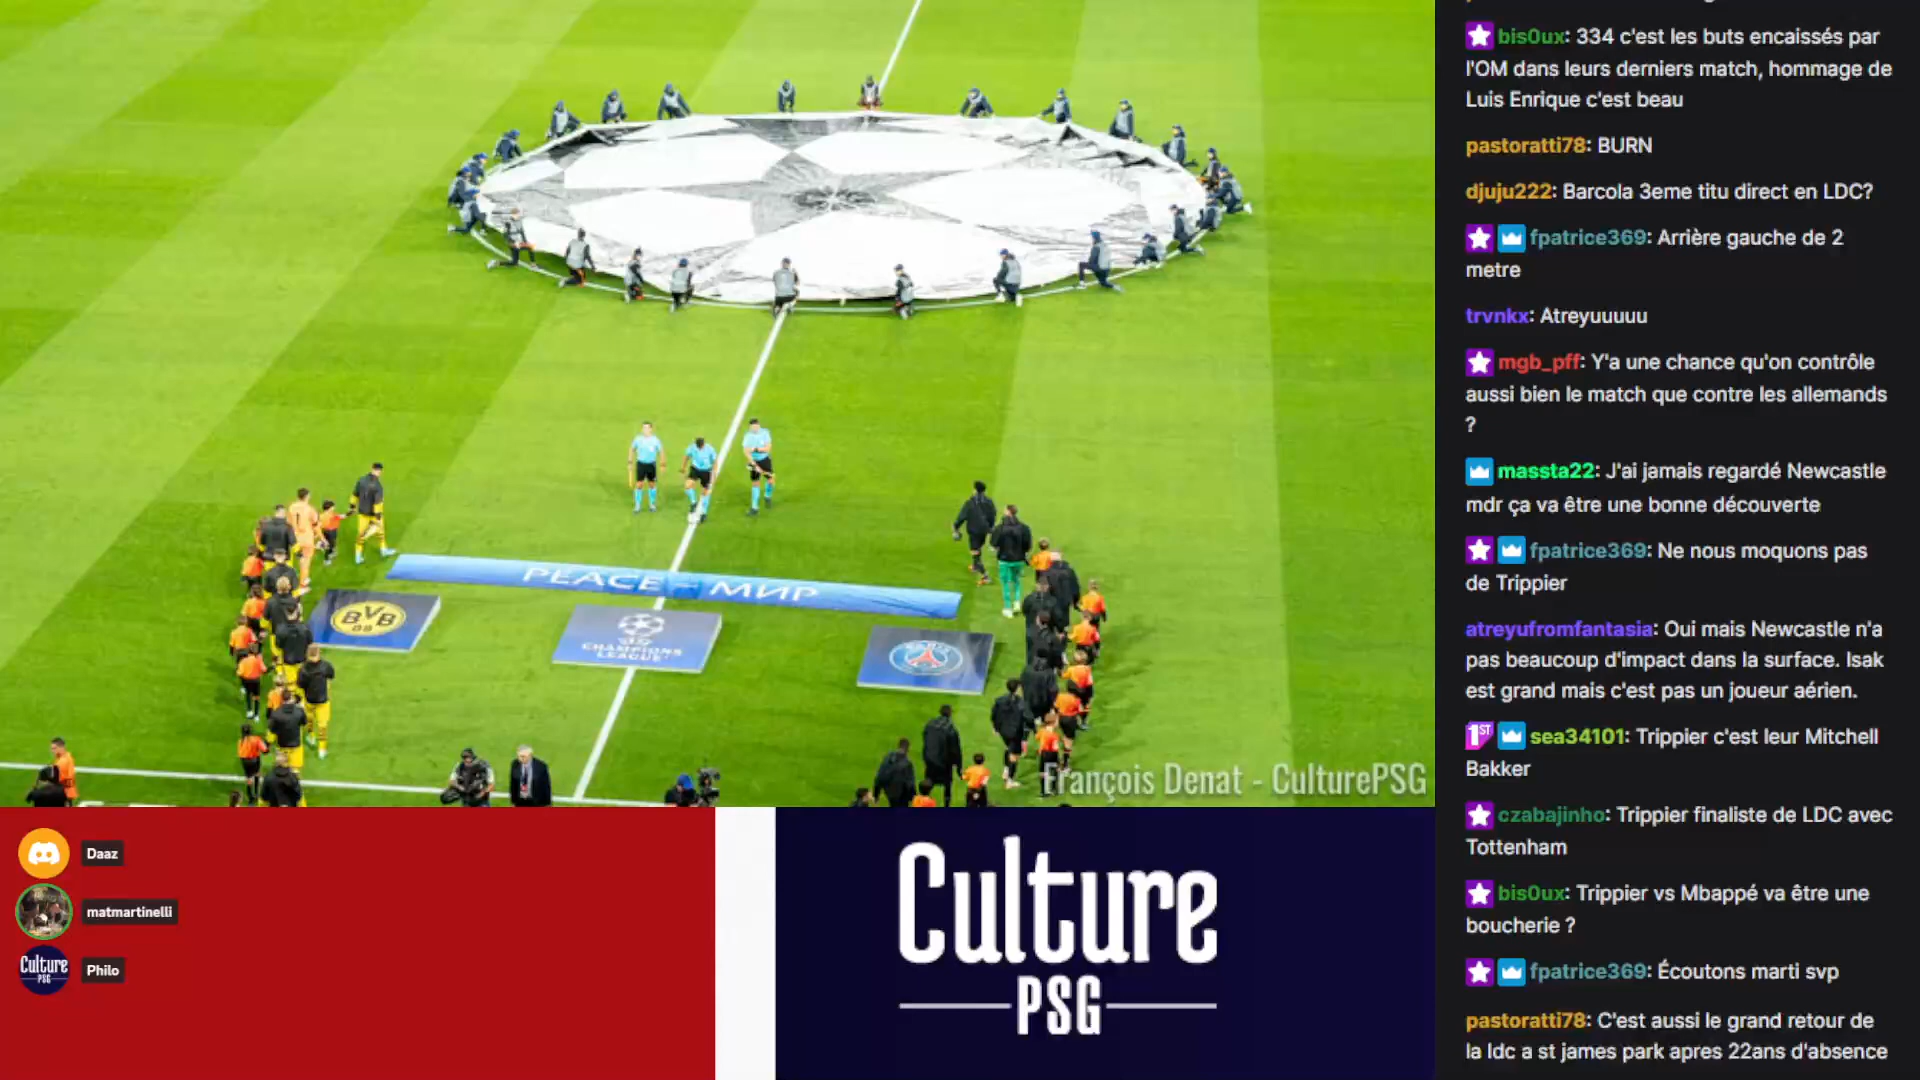 PEACE - МИР
BVB
09
CHAMPIONS
LEAGUE
PARIS
François Denat - CulturePSG
Daaz
matmartinelli
Culture
PSG
Philo
Culture
PSG
bis0ux: 334 c'est les buts encaissés par
l'OM dans leurs derniers match, hommage de
Luis Enrique c'est beau
pastoratti78: BURN
djuju222: Barcola 3eme titu direct en LDC?
fpatrice369: Arrière gauche de 2
metre
trvnkx: Atreyuuuuu
mgb_pff: Y'a une chance qu'on contrôle
aussi bien le match que contre les allemands
?
massta22: J'ai jamais regardé Newcastle
mdr ça va être une bonne découverte
fpatrice369: Ne nous moquons pas
de Trippier
atreyufromfantasia: Oui mais Newcastle n'a
pas beaucoup d'impact dans la surface. Isak
est grand mais c'est pas un joueur aérien.
1ST sea34101: Trippier c'est leur Mitchell
Bakker
czabajinho: Trippier finaliste de LDC avec
Tottenham
bis0ux: Trippier vs Mbappé va être une
boucherie ?
fpatrice369: Écoutons marti svp
pastoratti78: C'est aussi le grand retour de
la ldc a st james park apres 22ans d'absence